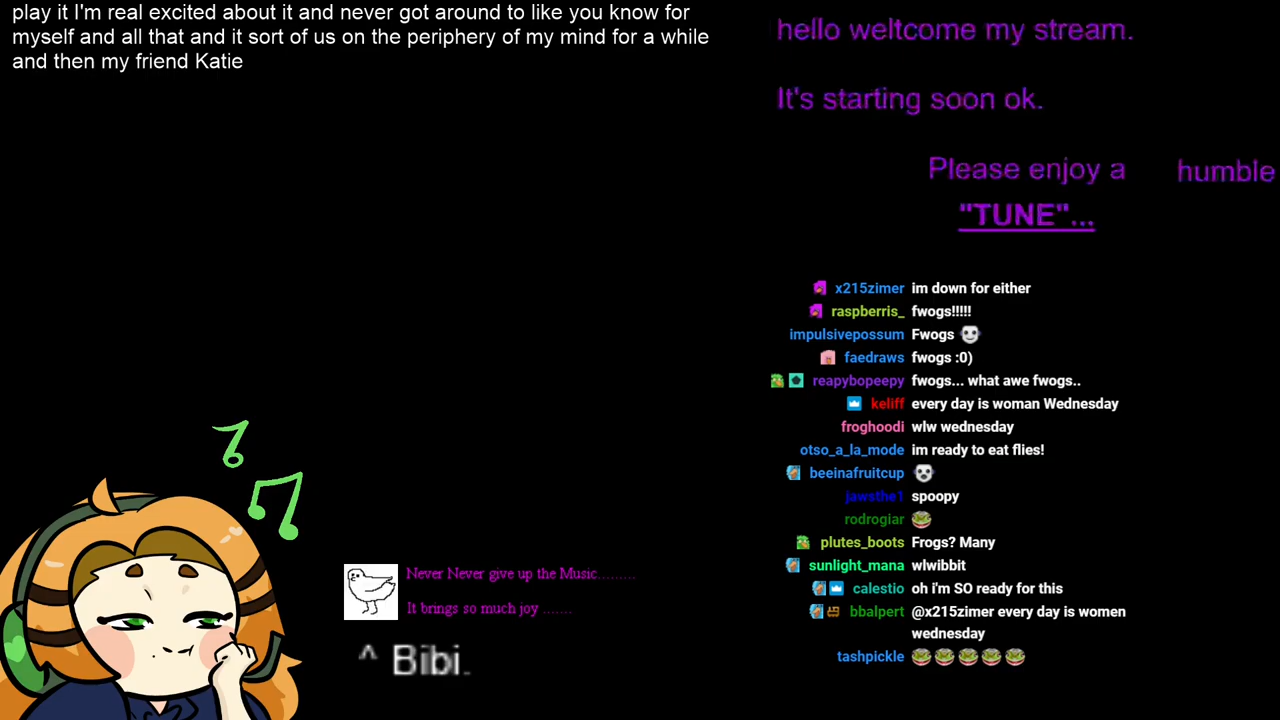 play it I'm real excited about it and never got around to like you know for
myself and all that and it sort of us on the periphery of my mind for a while
and then my friend Katie
hello weltcome my stream.
It's starting soon ok.
Please enjoy a humble
"TUNE"...
x215zimer im down for either
raspberris_ fwogs!!!!!
impulsivepossum Fwogs
faedraws fwogs :0)
reapybopeepy fwogs... what awe fwogs..
keliff every day is woman Wednesday
froghoodi wlw wednesday
otso_a_la_mode im ready to eat flies!
beeinafruitcup
jawsthe1 spoopy
rodrogiar
plutes_boots Frogs? Many
sunlight_mana wlwibbit
calestio oh i'm SO ready for this
bbalpert @x215zimer every day is women
wednesday
tashpickle
Never Never give up the Music.........
It brings so much joy .......
^ Bibi.